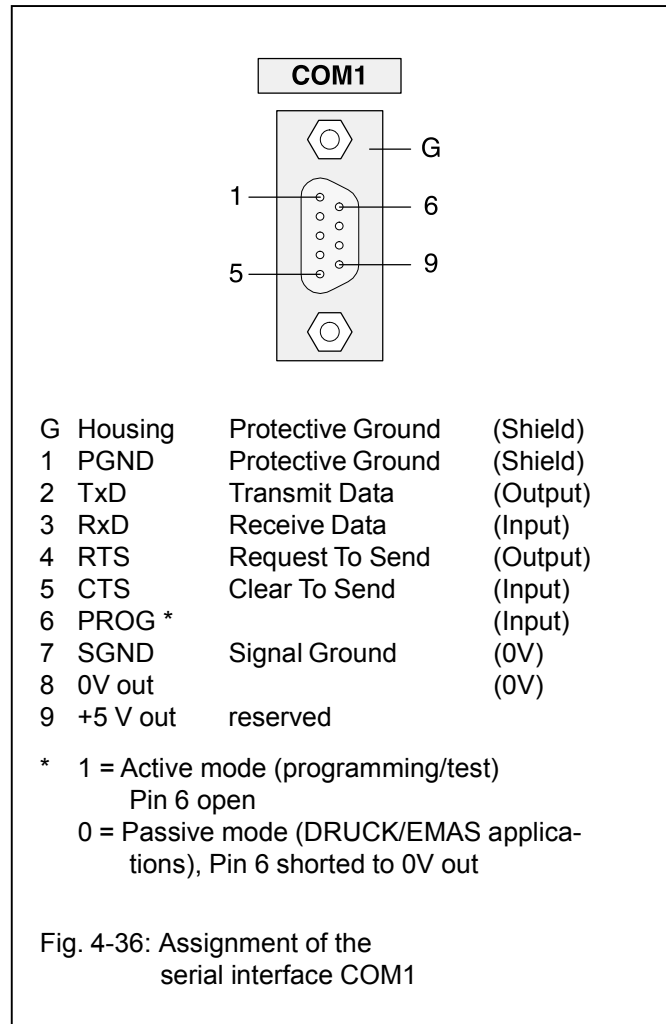 COM1
G
1
6
9
5
G Housing Protective Ground (Shield)
1 PGND Protective Ground (Shield)
2 TxD Transmit Data (Output)
3 RxD Receive Data (Input)
4 RTS Request To Send (Output)
5 CTS Clear To Send (Input)
6 PROG * (Input)
7 SGND Signal Ground (0V)
8 0V out (0V)
9 +5 V out reserved
* 1 = Active mode (programming/test)
Pin 6 open
0 = Passive mode (DRUCK/EMAS applica-
tions), Pin 6 shorted to 0V out
Fig. 4-36: Assignment of the
serial interface COM1